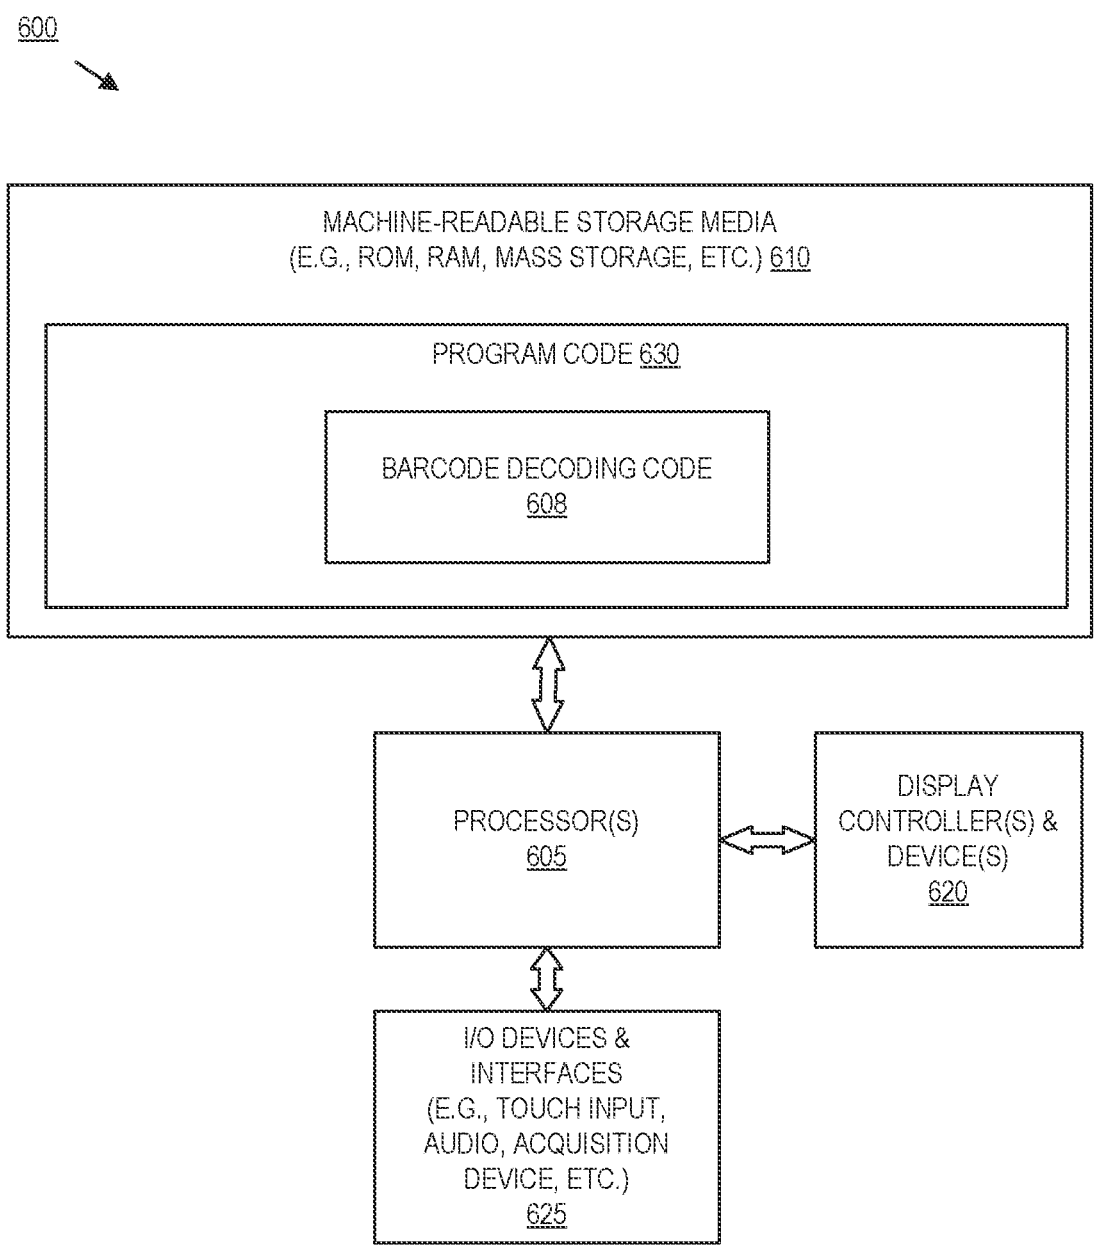 600
MACHINE-READABLE STORAGE MEDIA
(E.G., ROM, RAM, MASS STORAGE, ETC.) 610
PROGRAM CODE 630
BARCODE DECODING CODE
608
PROCESSOR(S)
605
DISPLAY
CONTROLLER(S) &
DEVICE(S)
620
I/O DEVICES &
INTERFACES
(E.G., TOUCH INPUT,
AUDIO, ACQUISITION
DEVICE, ETC.)
625